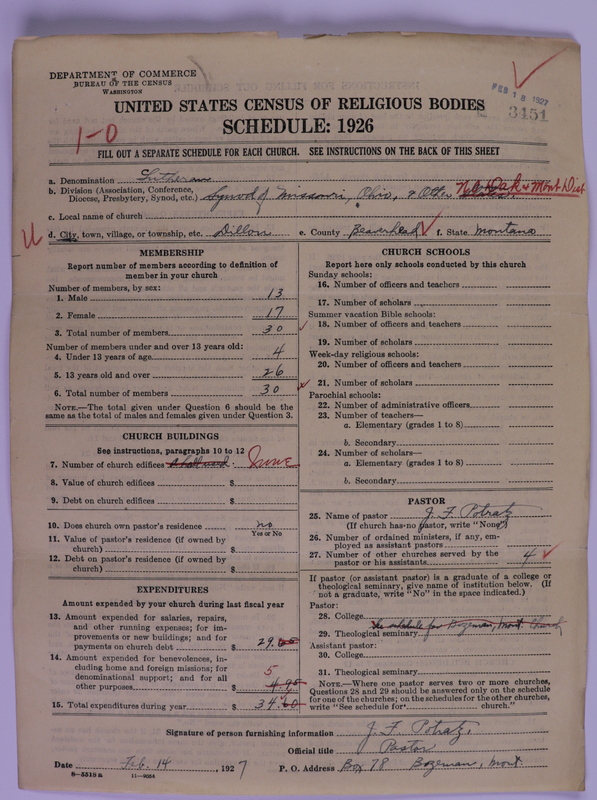 DEPARTMENT OF COMMERCE
BUREAU OF THE CENSUS
WASHINGTON
FEB 18 1927
3451
UNITED STATES CENSUS OF RELIGIOUS BODIES
SCHEDULE: 1926
1-0
FILL OUT A SEPARATE SCHEDULE FOR EACH CHURCH. SEE INSTRUCTIONS ON THE BACK OF THIS SHEET
a. Denomination Lutheran
b. Division (Association, Conference, Diocese, Presbytery, Synod, etc.) Synod of Missouri, Ohio, & Other States. No Dak & Mont Dist
c. Local name of church
d. City, town, village, or township, etc. Dillon e. County Beaverhead f. State Montana
MEMBERSHIP
Report number of members according to definition of
member in your church
Number of members, by sex:
1. Male 13
2. Female 17
3. Total number of members 30
Number of members under and over 13 years old:
4. Under 13 years of age 4
5. 13 years old and over 26
6. Total number of members 30
NOTE.—The total given under Question 6 should be the
same as the total of males and females given under Question 3.
CHURCH BUILDINGS
See instructions, paragraphs 10 to 12
7. Number of church edifices A hall used. None
8. Value of church edifices $
9. Debt on church edifices $
10. Does church own pastor's residence no
Yes or No
11. Value of pastor's residence (if owned by
church) $
12. Debt on pastor's residence (if owned by
church) $
EXPENDITURES
Amount expended by your church during last fiscal year
13. Amount expended for salaries, repairs,
and other running expenses; for im-
provements or new buildings; and for
payments on church debt $ 29.
14. Amount expended for benevolences, in-
cluding home and foreign missions; for
denominational support; and for all
other purposes $ 4.95 5
15. Total expenditures during year $ 34.
CHURCH SCHOOLS
Report here only schools conducted by this church
Sunday schools:
16. Number of officers and teachers
17. Number of scholars
Summer vacation Bible schools:
18. Number of officers and teachers
19. Number of scholars
Week-day religious schools:
20. Number of officers and teachers
21. Number of scholars
Parochial schools:
22. Number of administrative officers
23. Number of teachers—
a. Elementary (grades 1 to 8)
b. Secondary
24. Number of scholars—
a. Elementary (grades 1 to 8)
b. Secondary
PASTOR
25. Name of pastor J. F. Potratz
(If church has no pastor, write "None")
26. Number of ordained ministers, if any, em-
ployed as assistant pastors
27. Number of other churches served by the
pastor or his assistants 4
If pastor (or assistant pastor) is a graduate of a college or
theological seminary, give name of institution below. (If
not a graduate, write "No" in the space indicated.)
Pastor:
28. College
See schedule for Bozeman, Mont. Church
29. Theological seminary
Assistant pastor:
30. College
31. Theological seminary
NOTE.—Where one pastor serves two or more churches,
Questions 28 and 29 should be answered only on the schedule
for one of the churches; on the schedules for the other churches,
write "See schedule for church."
Signature of person furnishing information J. F. Potratz,
Official title Pastor
Date Feb. 14, 1927 P. O. Address Box 78 Bozeman, Mont.
8-5519a 11-9054